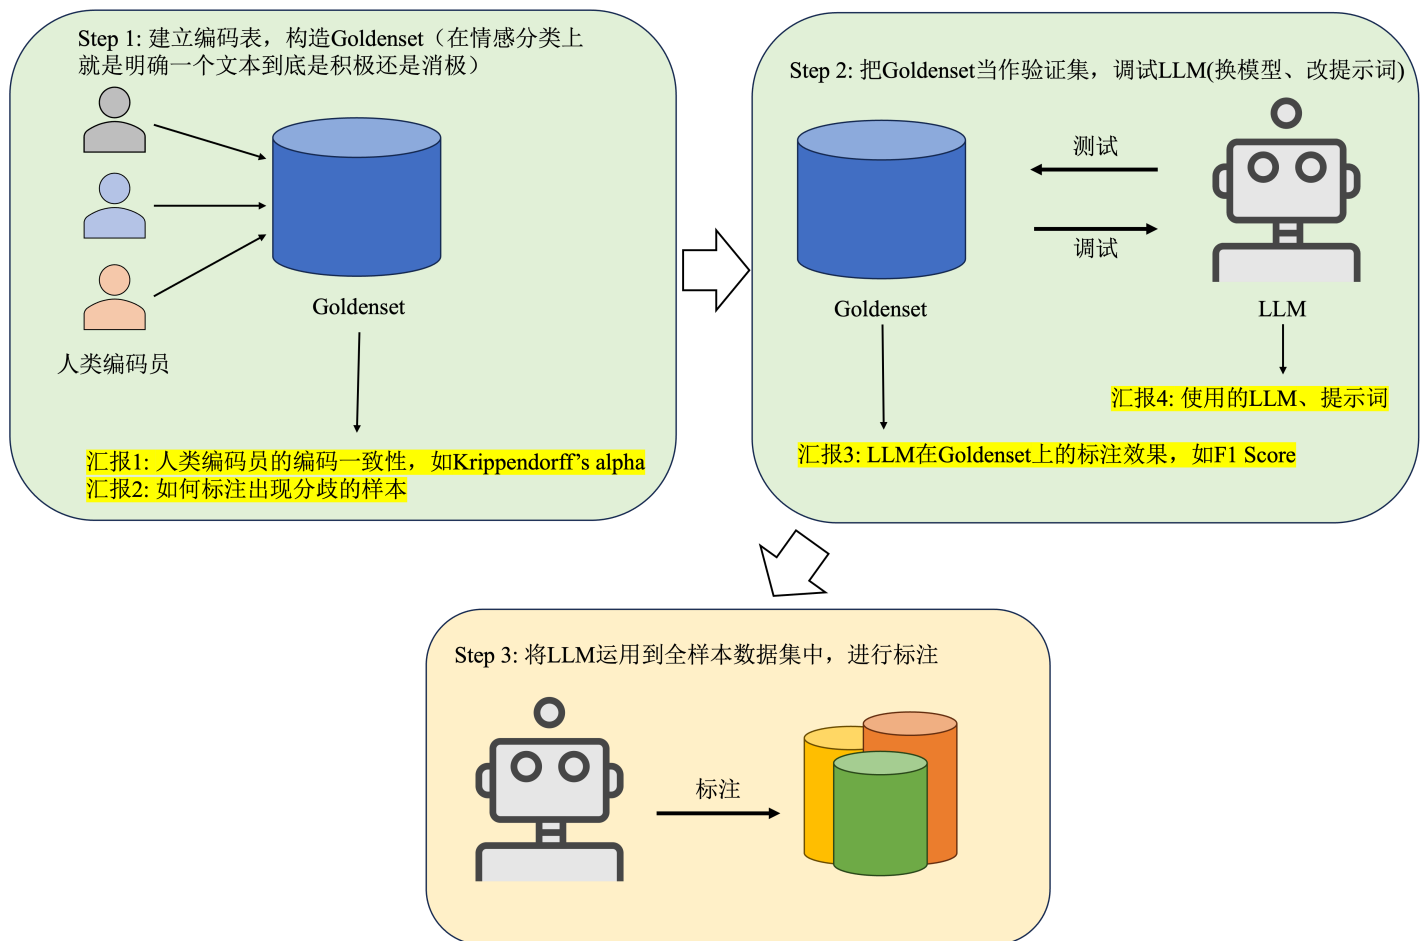 Step 1: 建立编码表，构造Goldenset（在情感分类上
就是明确一个文本到底是积极还是消极）
人类编码员
Goldenset
汇报1: 人类编码员的编码一致性，如Krippendorff’s alpha
汇报2: 如何标注出现分歧的样本
Step 2: 把Goldenset当作验证集，调试LLM(换模型、改提示词)
测试
调试
Goldenset
LLM
汇报4: 使用的LLM、提示词
汇报3: LLM在Goldenset上的标注效果，如F1 Score
Step 3: 将LLM运用到全样本数据集中，进行标注
标注